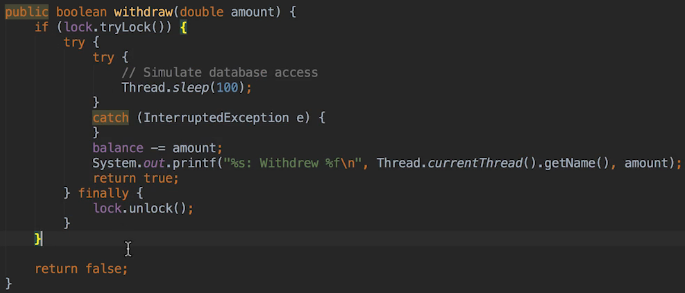 public boolean withdraw(double amount) {
    if (lock.tryLock()) {
        try {
            try {
                // Simulate database access
                Thread.sleep(100);
            }
            catch (InterruptedException e) {
            }
            balance -= amount;
            System.out.printf("%s: Withdrew %f\n", Thread.currentThread().getName(), amount);
            return true;
        } finally {
            lock.unlock();
        }
    }

    return false;
}